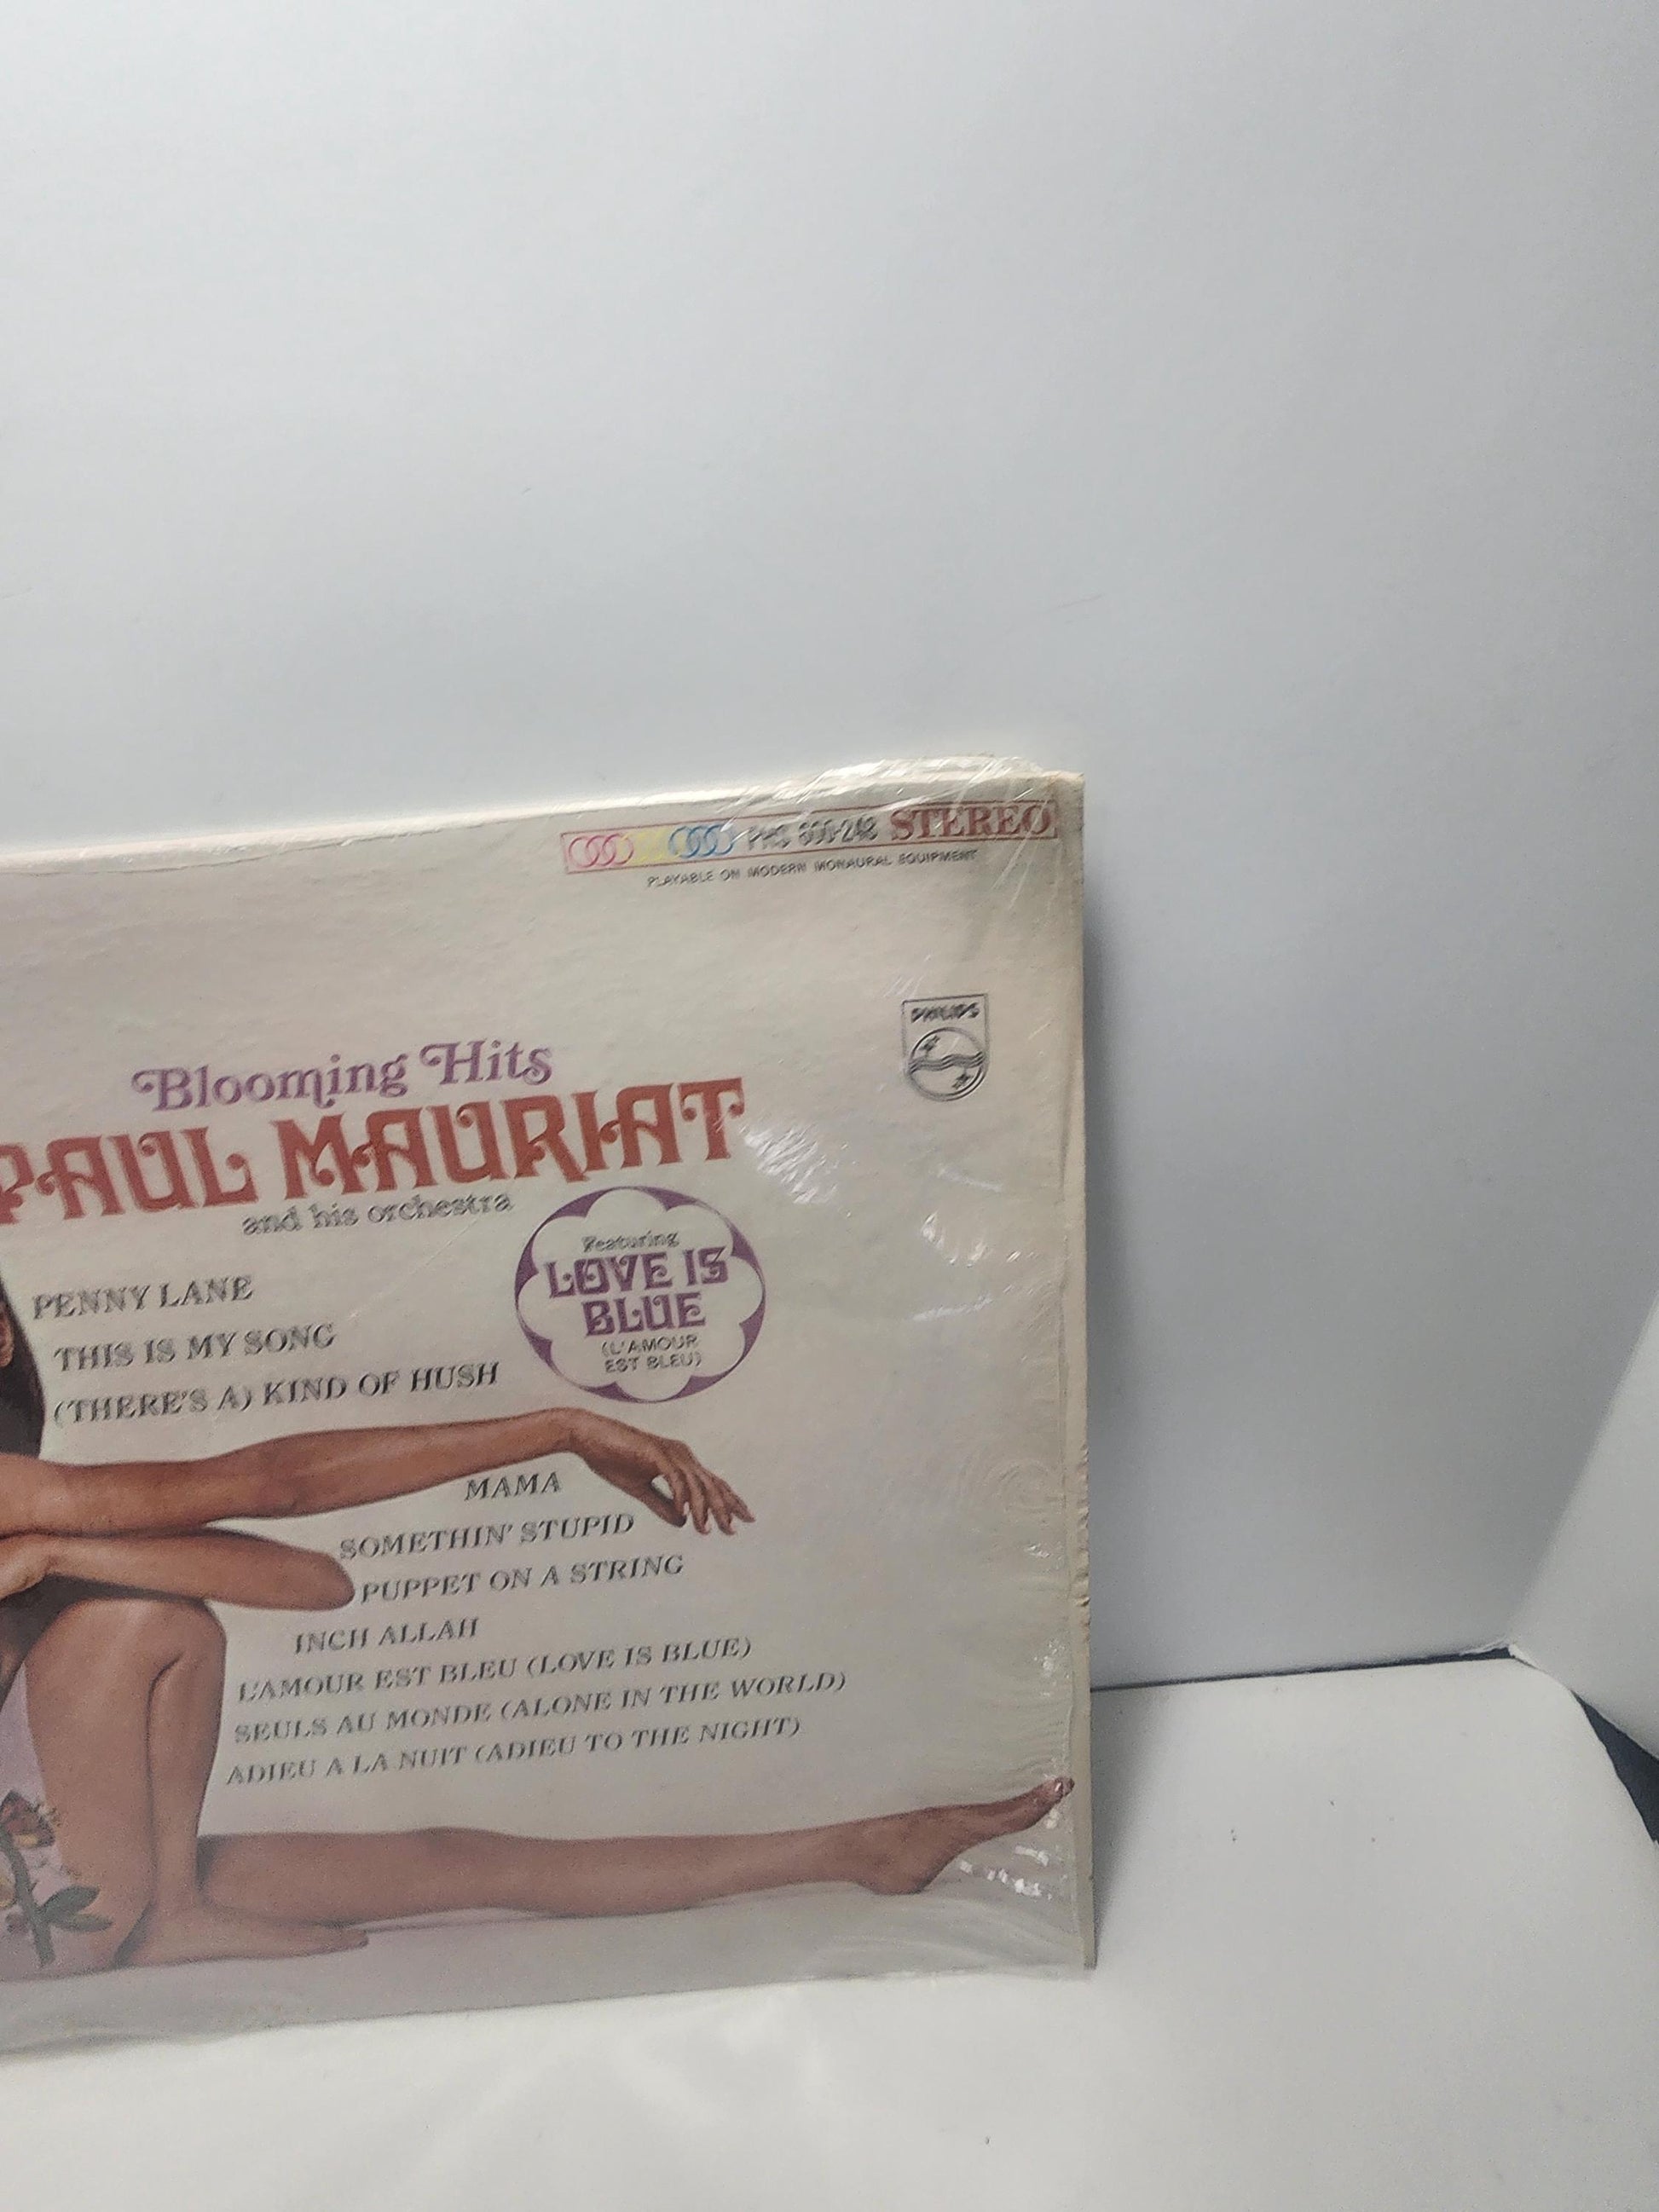 PHS 600-248 STEREO
PLAYABLE ON MODERN MONAURAL EQUIPMENT
PHILIPS
Blooming Hits
PAUL MAURIAT
and his orchestra
Featuring
LOVE IS
BLUE
(L'AMOUR
EST BLEU)
PENNY LANE
THIS IS MY SONG
(THERE'S A) KIND OF HUSH
MAMA
SOMETHIN' STUPID
PUPPET ON A STRING
INCH ALLAH
L'AMOUR EST BLEU (LOVE IS BLUE)
SEULS AU MONDE (ALONE IN THE WORLD)
ADIEU A LA NUIT (ADIEU TO THE NIGHT)